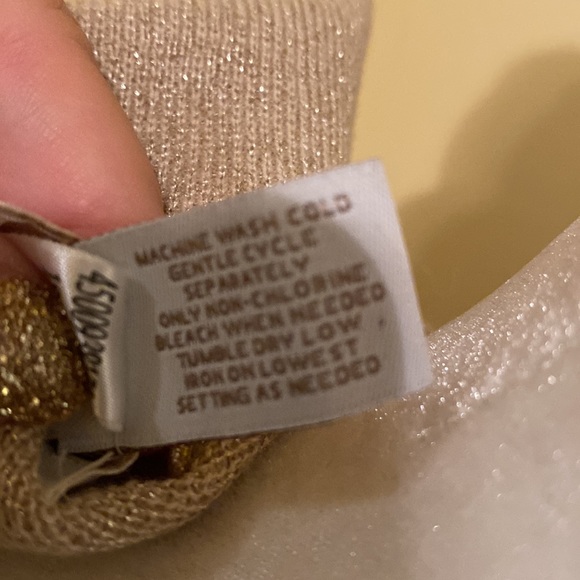 MACHINE WASH COLD
GENTLE CYCLE
SEPARATELY
ONLY NON-CHLORINE
BLEACH WHEN NEEDED
TUMBLE DRY LOW
IRON ON LOWEST
SETTING AS NEEDED